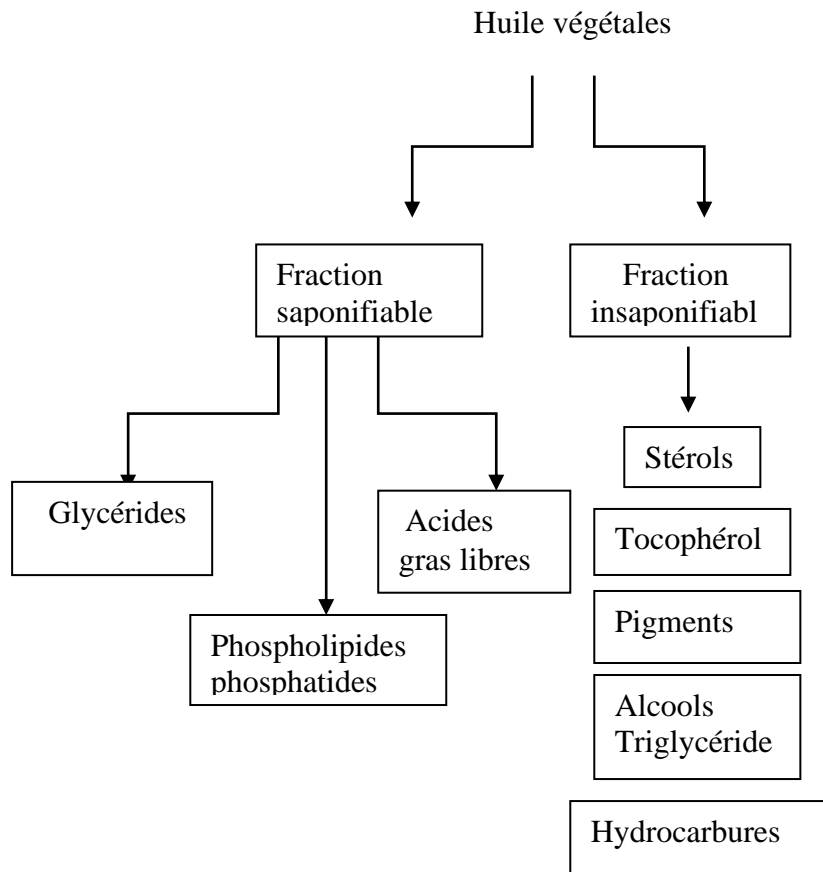 Huile végétales
Fraction
saponifiable
Fraction
insaponifiabl
Glycérides
Phospholipides
phosphatides
Acides
gras libres
Stérols
Tocophérol
Pigments
Alcools
Triglycéride
Hydrocarbures